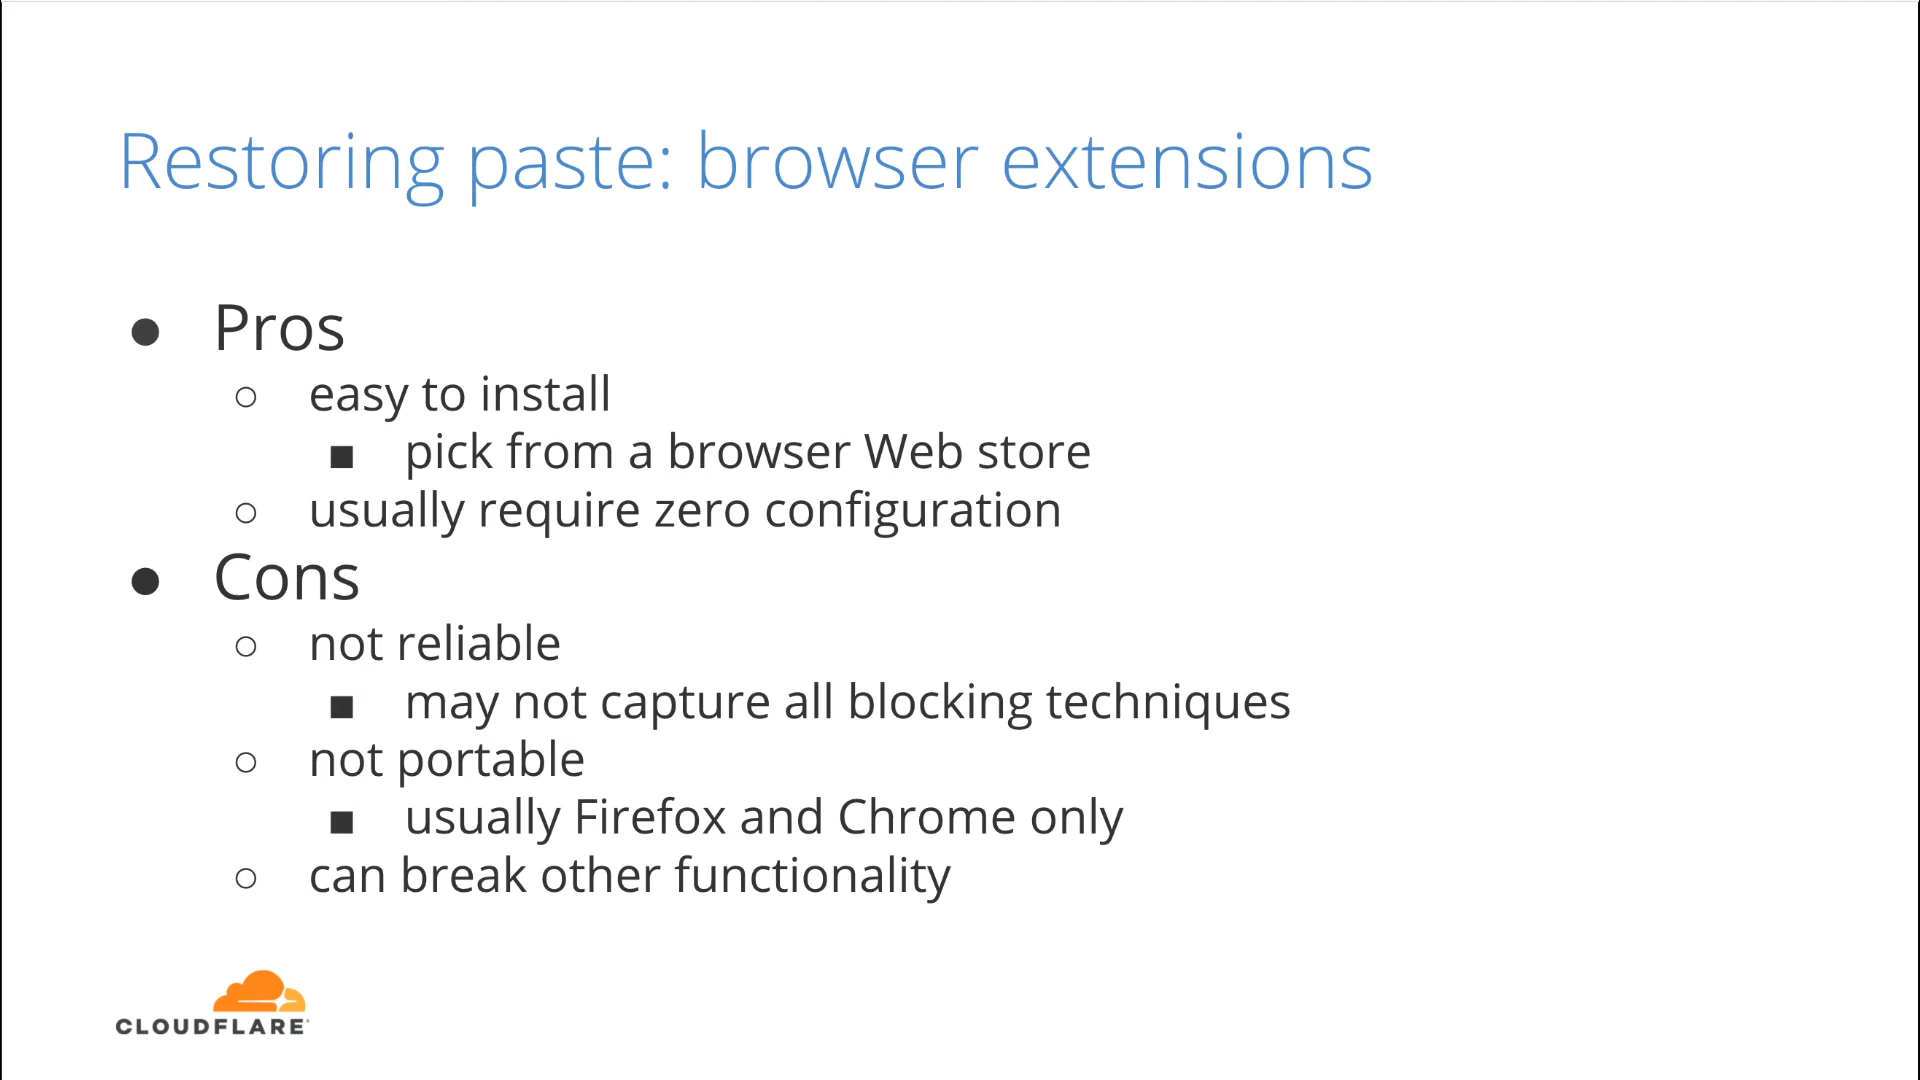 Restoring paste: browser extensions
● Pros
○ easy to install
■ pick from a browser Web store
○ usually require zero configuration
● Cons
○ not reliable
■ may not capture all blocking techniques
○ not portable
■ usually Firefox and Chrome only
○ can break other functionality
CLOUDFLARE